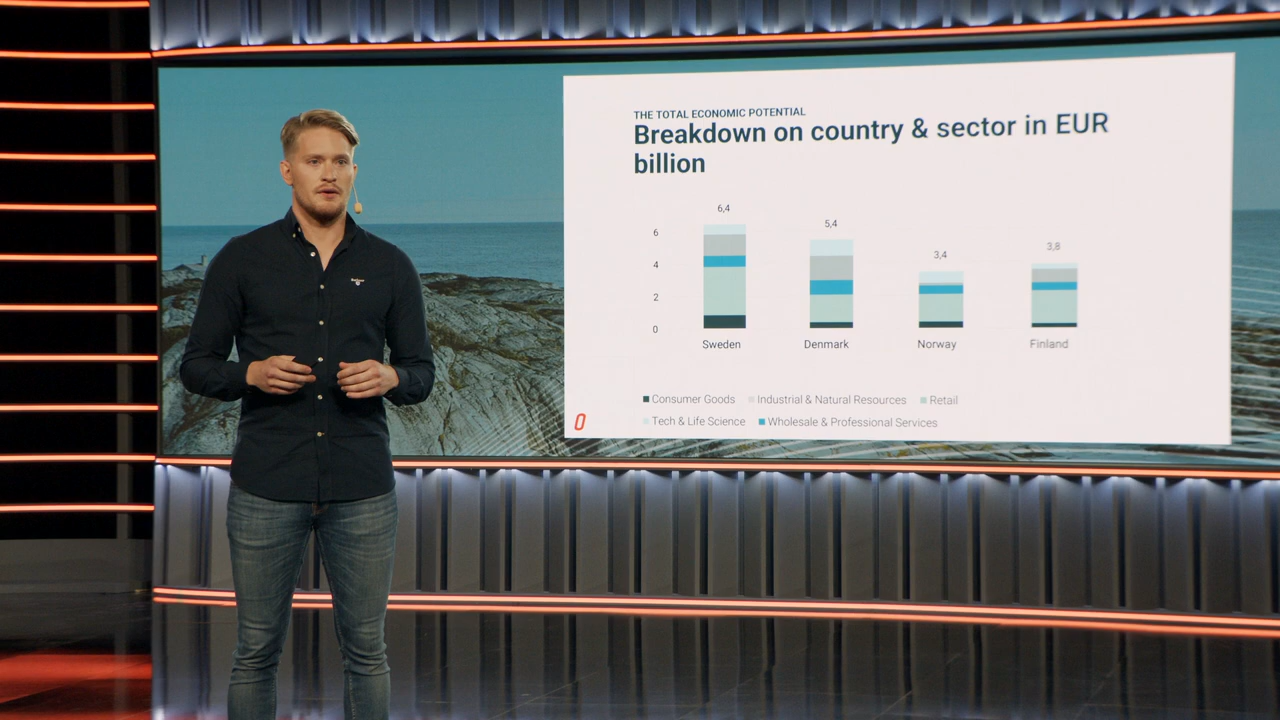 THE TOTAL ECONOMIC POTENTIAL
Breakdown on country & sector in EUR
billion
6,4
5,4
3,4
3,8
6
4
2
0
Sweden Denmark Norway Finland
Consumer Goods Industrial & Natural Resources Retail
Tech & Life Science Wholesale & Professional Services